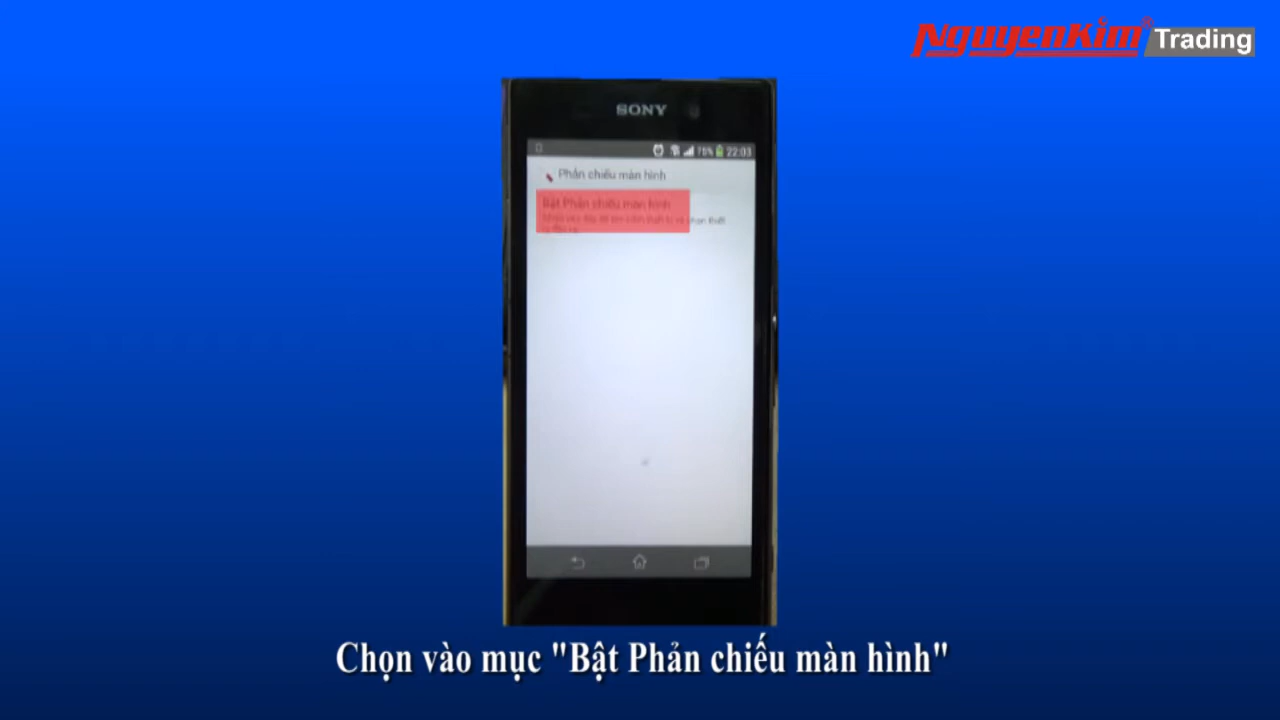 NguyenKim® Trading
SONY
75% 22:03
Phản chiếu màn hình
Bật Phản chiếu màn hình
Chọn vào mục "Bật Phản chiếu màn hình"